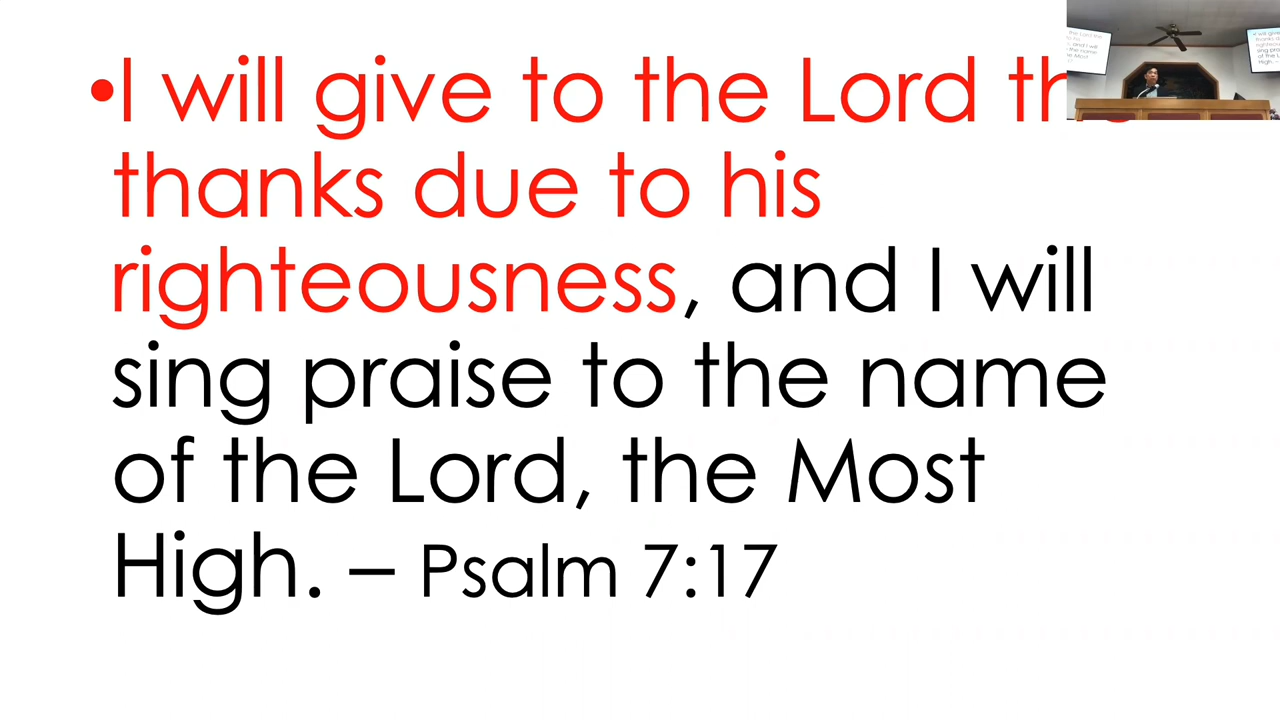 •I will give to the Lord the
thanks due to his
righteousness, and I will
sing praise to the name
of the Lord, the Most
High. – Psalm 7:17